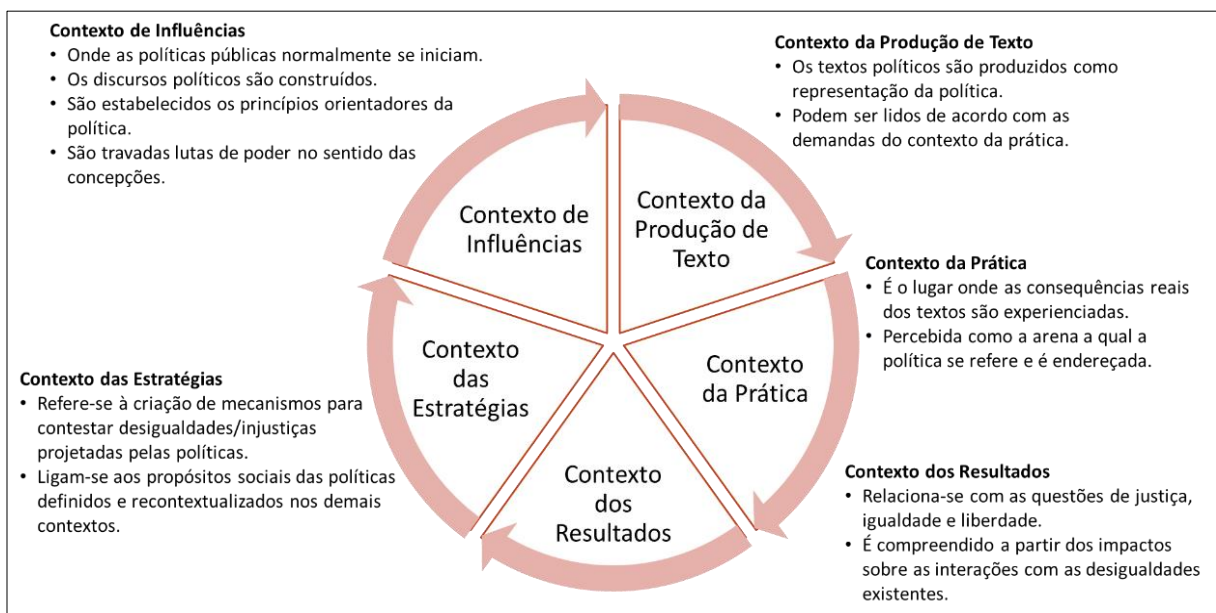 Contexto de Influências
• Onde as políticas públicas normalmente se iniciam.
• Os discursos políticos são construídos.
• São estabelecidos os princípios orientadores da
política.
• São travadas lutas de poder no sentido das
concepções.
Contexto da Produção de Texto
• Os textos políticos são produzidos como
representação da política.
• Podem ser lidos de acordo com as
demandas do contexto da prática.
Contexto de
Influências
Contexto da
Produção de
Texto
Contexto da Prática
• É o lugar onde as consequências reais
dos textos são experienciadas.
• Percebida como a arena a qual a
política se refere e é endereçada.
Contexto
das
Estratégias
Contexto
da Prática
Contexto das Estratégias
• Refere-se à criação de mecanismos para
contestar desigualdades/injustiças
projetadas pelas políticas.
• Ligam-se aos propósitos sociais das políticas
definidos e recontextualizados nos demais
contextos.
Contexto
dos
Resultados
Contexto dos Resultados
• Relaciona-se com as questões de justiça,
igualdade e liberdade.
• É compreendido a partir dos impactos
sobre as interações com as desigualdades
existentes.